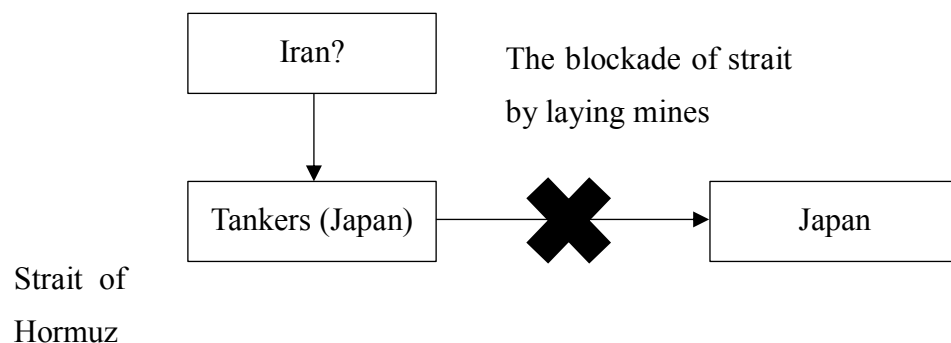 Iran?
The blockade of strait
by laying mines
Tankers (Japan)
Japan
Strait of
Hormuz